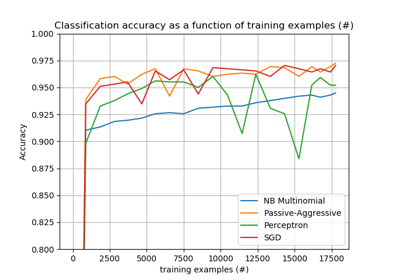 Classification accuracy as a function of training examples (#)
1.000
0.975
0.950
0.925
0.900
0.875
0.850
0.825
0.800
Accuracy
0 2500 5000 7500 10000 12500 15000 17500
training examples (#)
NB Multinomial
Passive-Aggressive
Perceptron
SGD